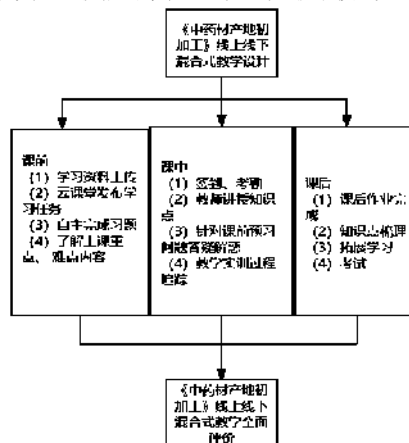 《中药材产地初
加工》线上线下
混合式教学设计
课前
(1) 学习资料上传
(2) 云课堂发布学
习任务
(3) 自主完成习题
(4) 了解上课重
点、难点内容
课中
(1) 签到、考勤
(2) 教师讲授知识
点
(3) 针对课前预习
问题答疑解惑
(4) 教学实训过程
追踪
课后
(1) 课后作业完
成
(2) 知识点梳理
(3) 拓展学习
(4) 考试
《中药材产地初
加工》线上线下
混合式教学全面
评价